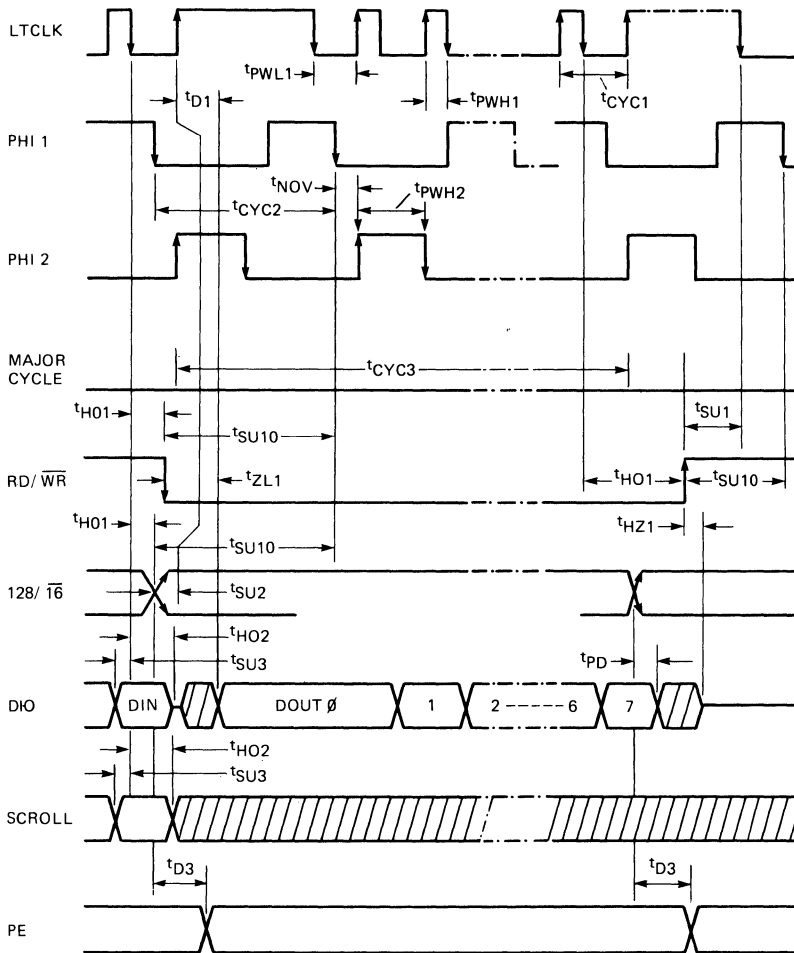 LTCLK
tPWL1
tD1
tPWH1
tCYC1
PHI 1
tNOV
tPWH2
tCYC2
PHI 2
MAJOR
CYCLE
tCYC3
tH01
tSU1
tSU10
RD/WR
tZL1
tHO1
tSU10
tH01
tHZ1
tSU10
128/16
tSU2
tHO2
tPD
tSU3
DIO
DIN
DOUT Ø
1
2 ----- 6
7
tHO2
tSU3
SCROLL
tD3
tD3
PE